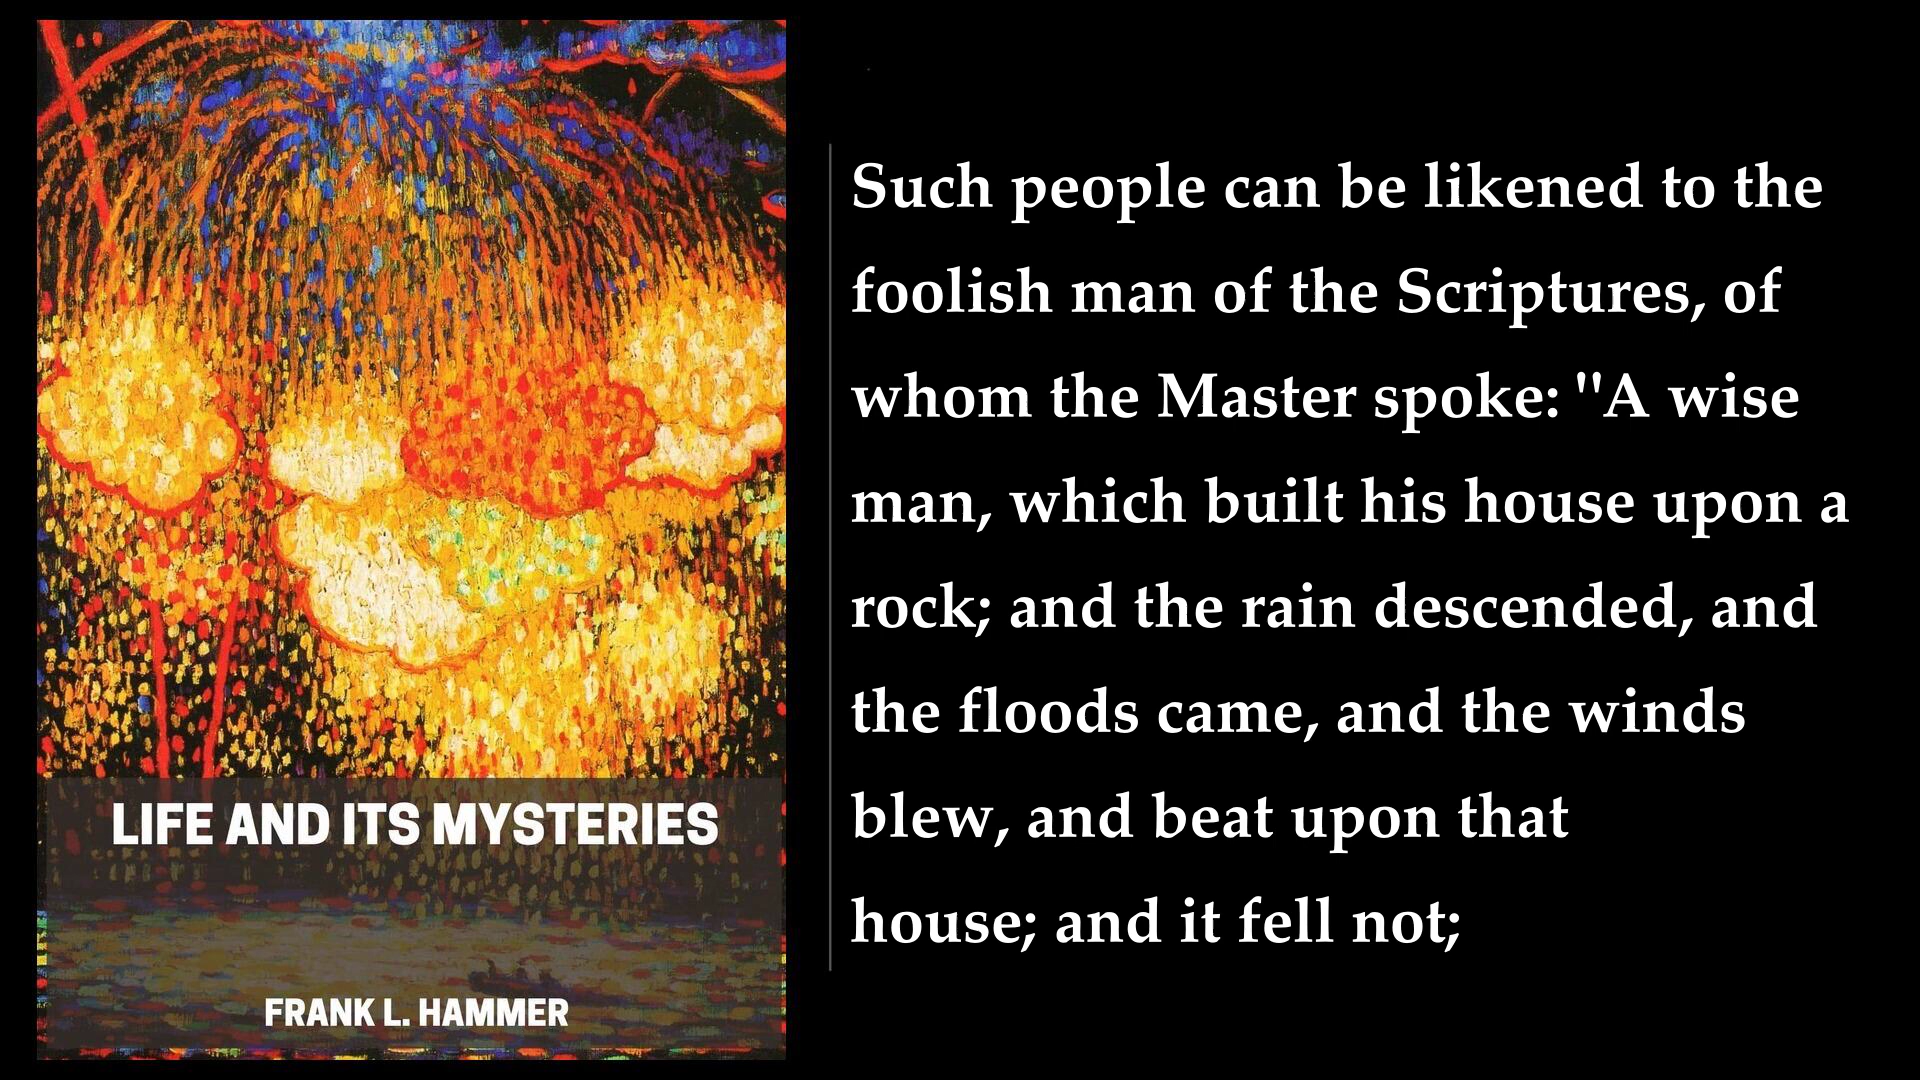 LIFE AND ITS MYSTERIES
FRANK L. HAMMER
Such people can be likened to the
foolish man of the Scriptures, of
whom the Master spoke: "A wise
man, which built his house upon a
rock; and the rain descended, and
the floods came, and the winds
blew, and beat upon that
house; and it fell not;